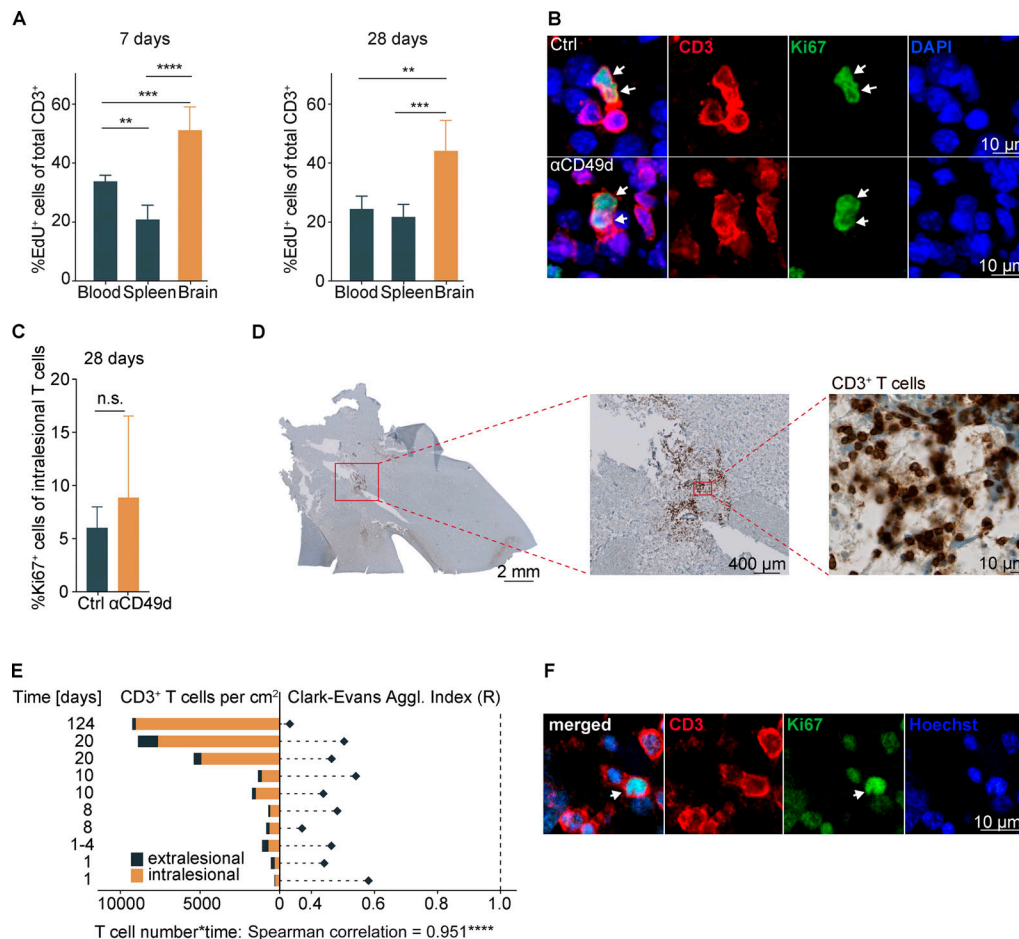 A
7 days
28 days
%EdU⁺ cells of total CD3⁺
60
40
20
0
**
***
****
Blood Spleen Brain
%EdU⁺ cells of total CD3⁺
60
40
20
0
**
***
Blood Spleen Brain
B
Ctrl
CD3
Ki67
DAPI
10 µm
αCD49d
10 µm
C
28 days
%Ki67⁺ cells of intralesional T cells
20
15
10
5
0
n.s.
Ctrl αCD49d
D
2 mm
400 µm
CD3⁺ T cells
10 µm
E
Time [days]
CD3⁺ T cells per cm²
Clark-Evans Aggl. Index (R)
124
20
20
10
10
8
8
1-4
1
1
extralesional
intralesional
10000 5000 0 0.4 0.6 1.0
T cell number*time: Spearman correlation = 0.951****
F
merged
CD3
Ki67
Hoechst
10 µm